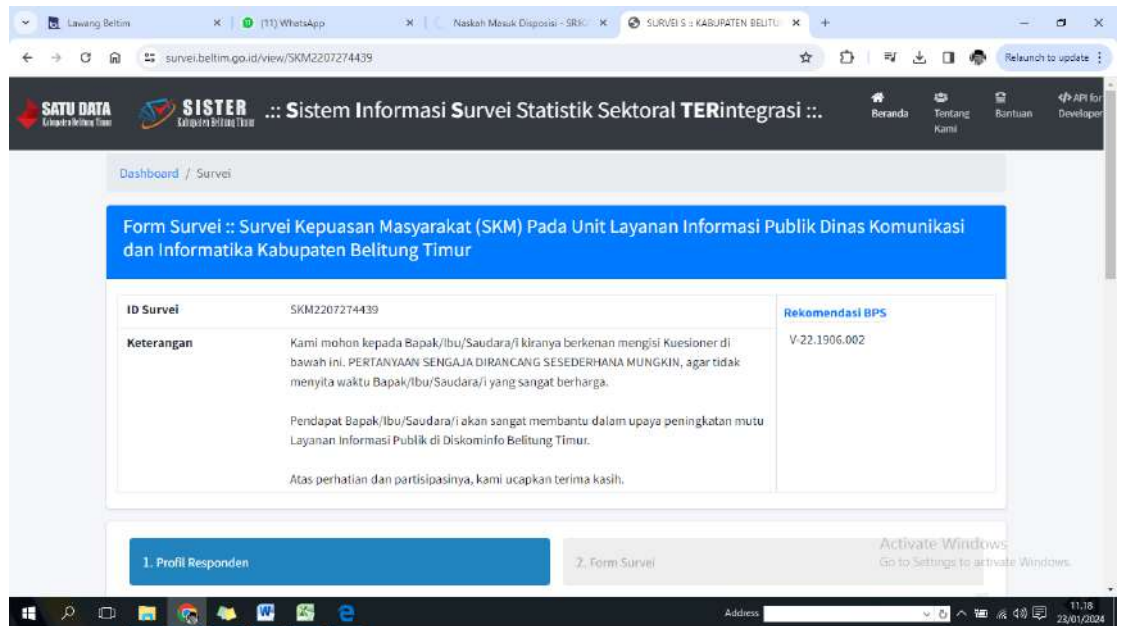 Lawang Beltim
(11) WhatsApp
Naskah Masuk Disposisi - SRI
SURVEI S :: KABUPATEN BELITU
survei.beltim.go.id/view/SKM2207274439
Relaunch to update
SATU DATA
Kabupaten Belitung Timur
SISTER
Kabupaten Belitung Timur
.:: Sistem Informasi Survei Statistik Sektoral TERintegrasi ::.
Beranda
Tentang
Kami
Bantuan
</> API for
Developer
Dashboard / Survei
Form Survei :: Survei Kepuasan Masyarakat (SKM) Pada Unit Layanan Informasi Publik Dinas Komunikasi
dan Informatika Kabupaten Belitung Timur
ID Survei
SKM2207274439
Rekomendasi BPS
V-22.1906.002
Keterangan
Kami mohon kepada Bapak/Ibu/Saudara/i kiranya berkenan mengisi Kuesioner di
bawah ini. PERTANYAAN SENGAJA DIRANCANG SESEDERHANA MUNGKIN, agar tidak
menyita waktu Bapak/Ibu/Saudara/i yang sangat berharga.
Pendapat Bapak/Ibu/Saudara/i akan sangat membantu dalam upaya peningkatan mutu
Layanan Informasi Publik di Diskominfo Belitung Timur.
Atas perhatian dan partisipasinya, kami ucapkan terima kasih.
1. Profil Responden
2. Form Survei
Activate Windows
Go to Settings to activate Windows.
Address
11.18
23/01/2024